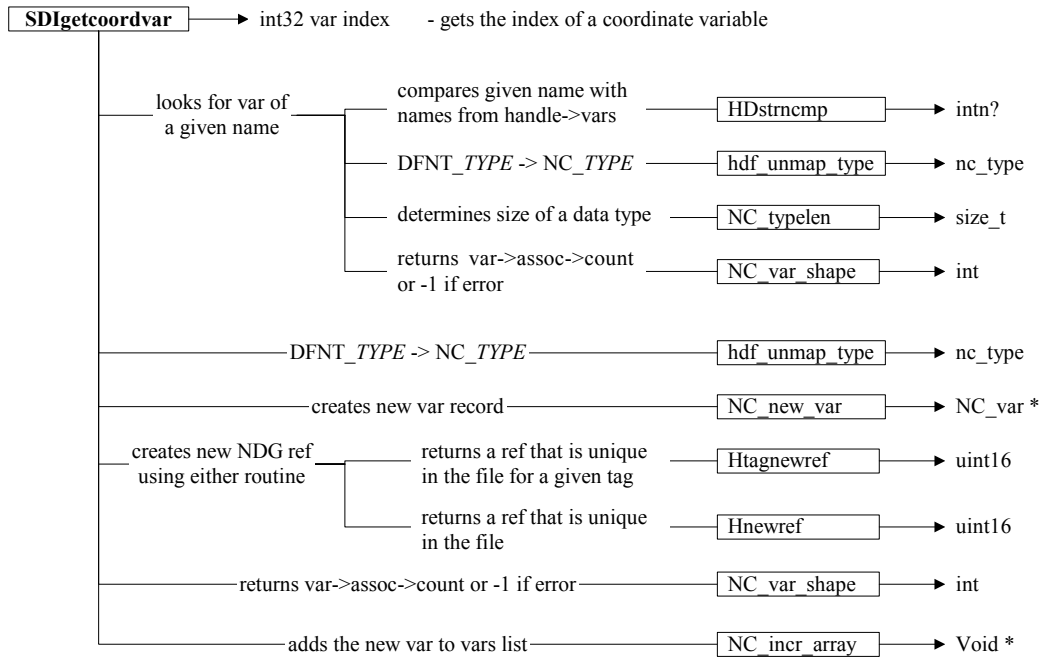 SDIgetcoordvar int32 var index - gets the index of a coordinate variable
looks for var of
a given name
compares given name with
names from handle->vars
HDstrncmp intn?
DFNT_TYPE -> NC_TYPE hdf_unmap_type nc_type
determines size of a data type NC_typelen size_t
returns var->assoc->count
or -1 if error
NC_var_shape int
DFNT_TYPE -> NC_TYPE hdf_unmap_type nc_type
creates new var record NC_new_var NC_var *
creates new NDG ref
using either routine
returns a ref that is unique
in the file for a given tag
Htagnewref uint16
returns a ref that is unique
in the file
Hnewref uint16
returns var->assoc->count or -1 if error NC_var_shape int
adds the new var to vars list NC_incr_array Void *